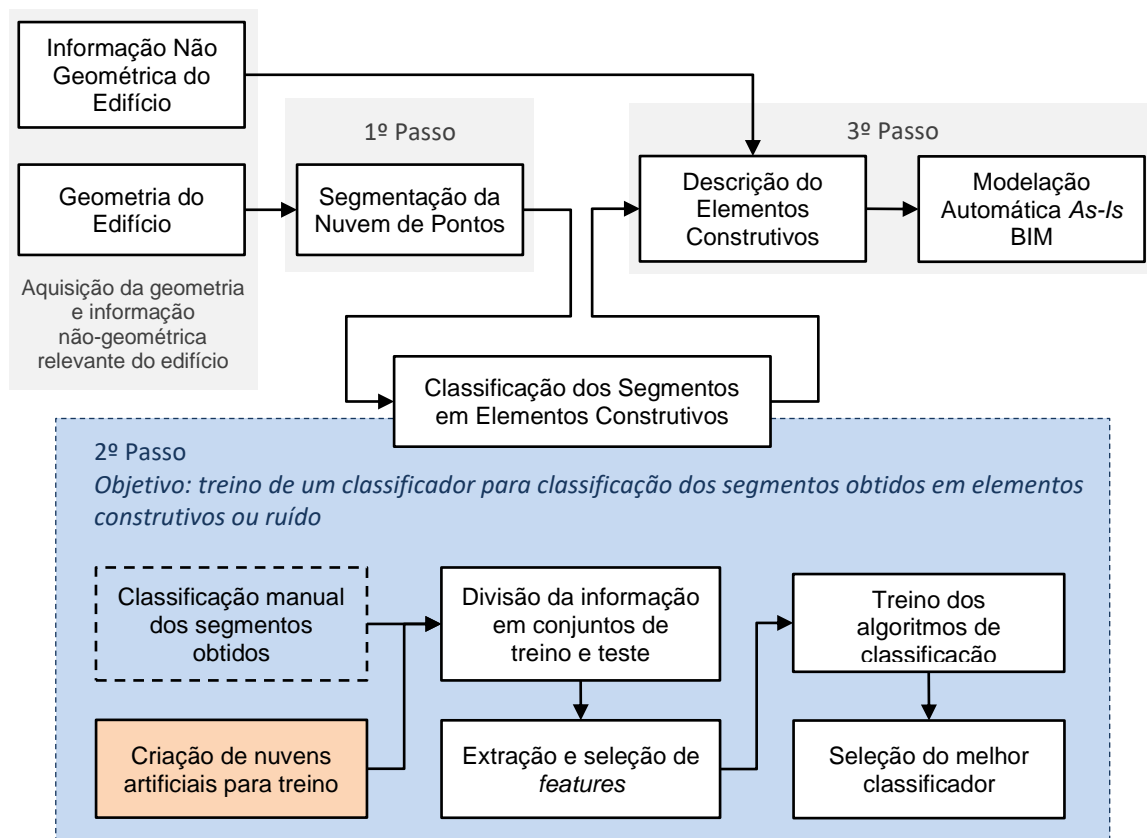 Informação Não
Geométrica do
Edifício
1º Passo
3º Passo
Geometria do
Edifício
Segmentação da
Nuvem de Pontos
Descrição do
Elementos
Construtivos
Modelação
Automática As-Is
BIM
Aquisição da geometria
e informação
não-geométrica
relevante do edifício
Classificação dos Segmentos
em Elementos Construtivos
2º Passo
Objetivo: treino de um classificador para classificação dos segmentos obtidos em elementos
construtivos ou ruído
Classificação manual
dos segmentos
obtidos
Divisão da informação
em conjuntos de
treino e teste
Treino dos
algoritmos de
classificação
Criação de nuvens
artificiais para treino
Extração e seleção de
features
Seleção do melhor
classificador